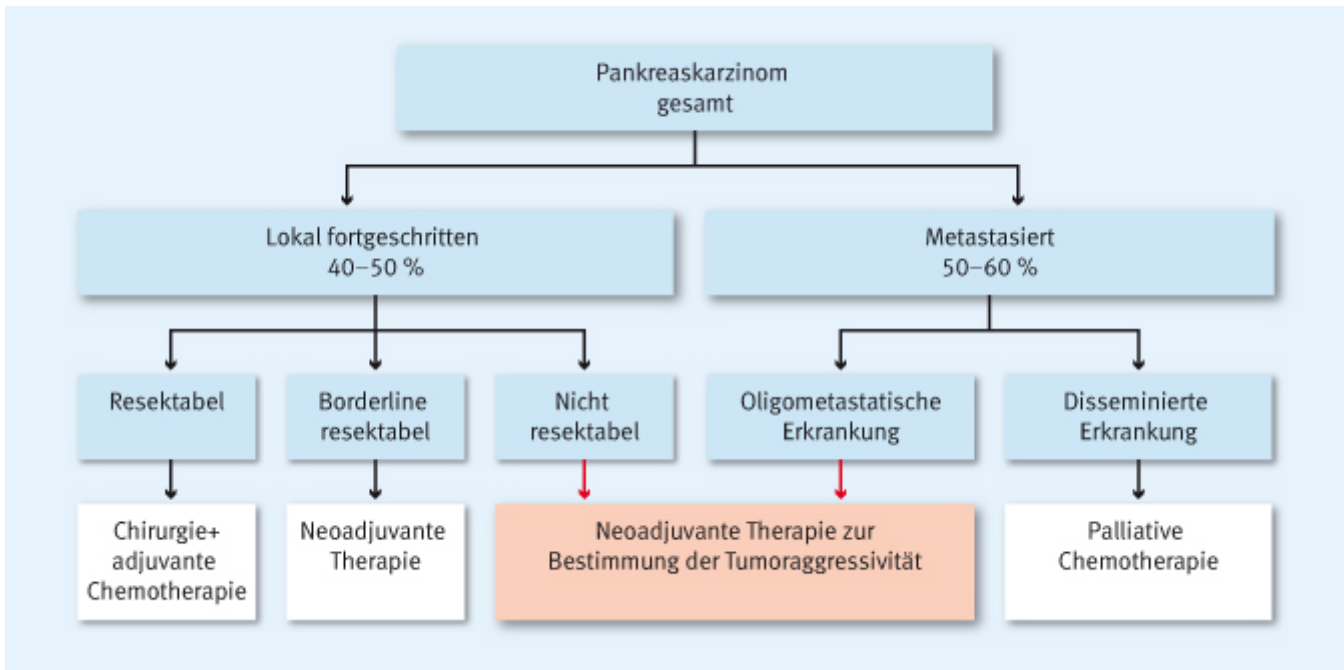 Pankreaskarzinom
gesamt
Lokal fortgeschritten
40–50 %
Metastasiert
50–60 %
Resektabel
Borderline
resektabel
Nicht
resektabel
Oligometastatische
Erkrankung
Disseminierte
Erkrankung
Chirurgie+
adjuvante
Chemotherapie
Neoadjuvante
Therapie
Neoadjuvante Therapie zur
Bestimmung der Tumoraggressivität
Palliative
Chemotherapie